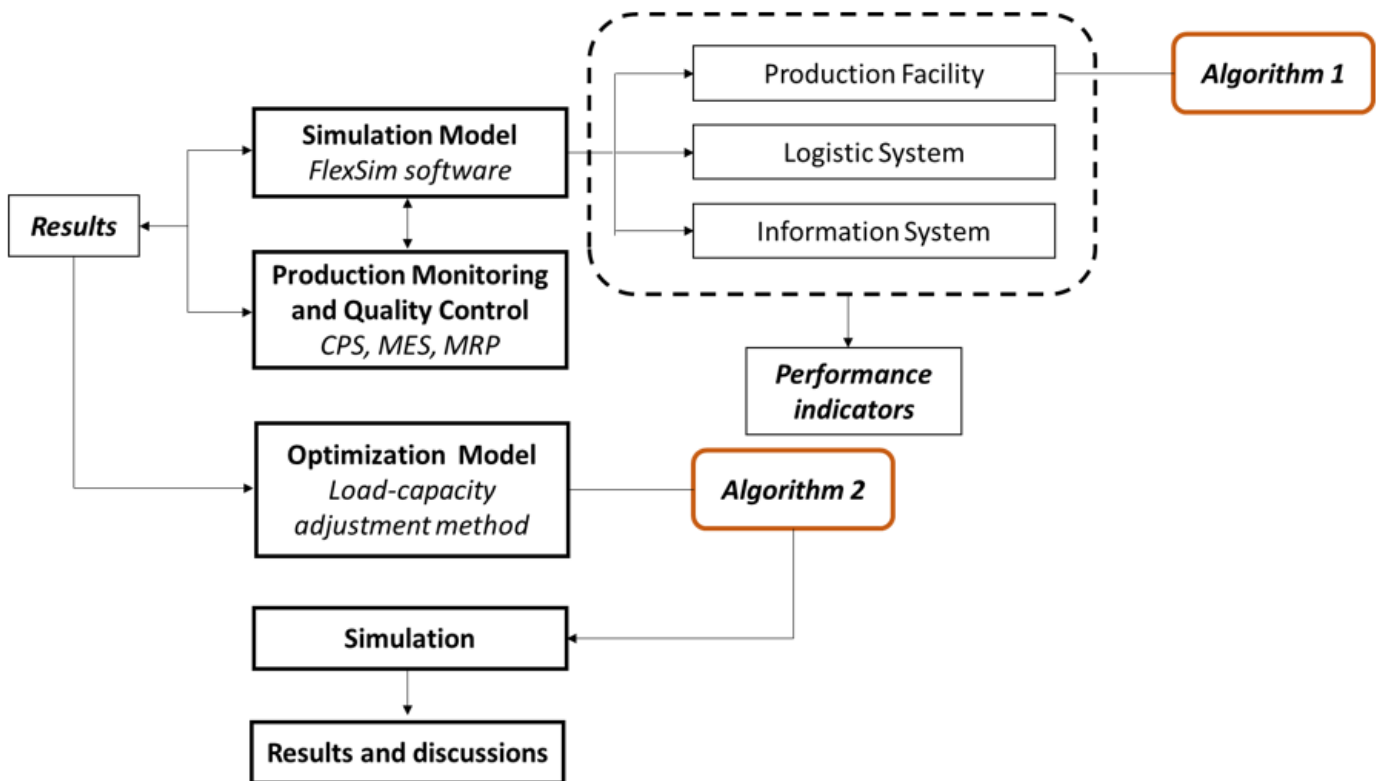 Production Facility
Algorithm 1
Simulation Model
FlexSim software
Logistic System
Results
Information System
Production Monitoring
and Quality Control
CPS, MES, MRP
Performance
indicators
Optimization Model
Load-capacity
adjustment method
Algorithm 2
Simulation
Results and discussions